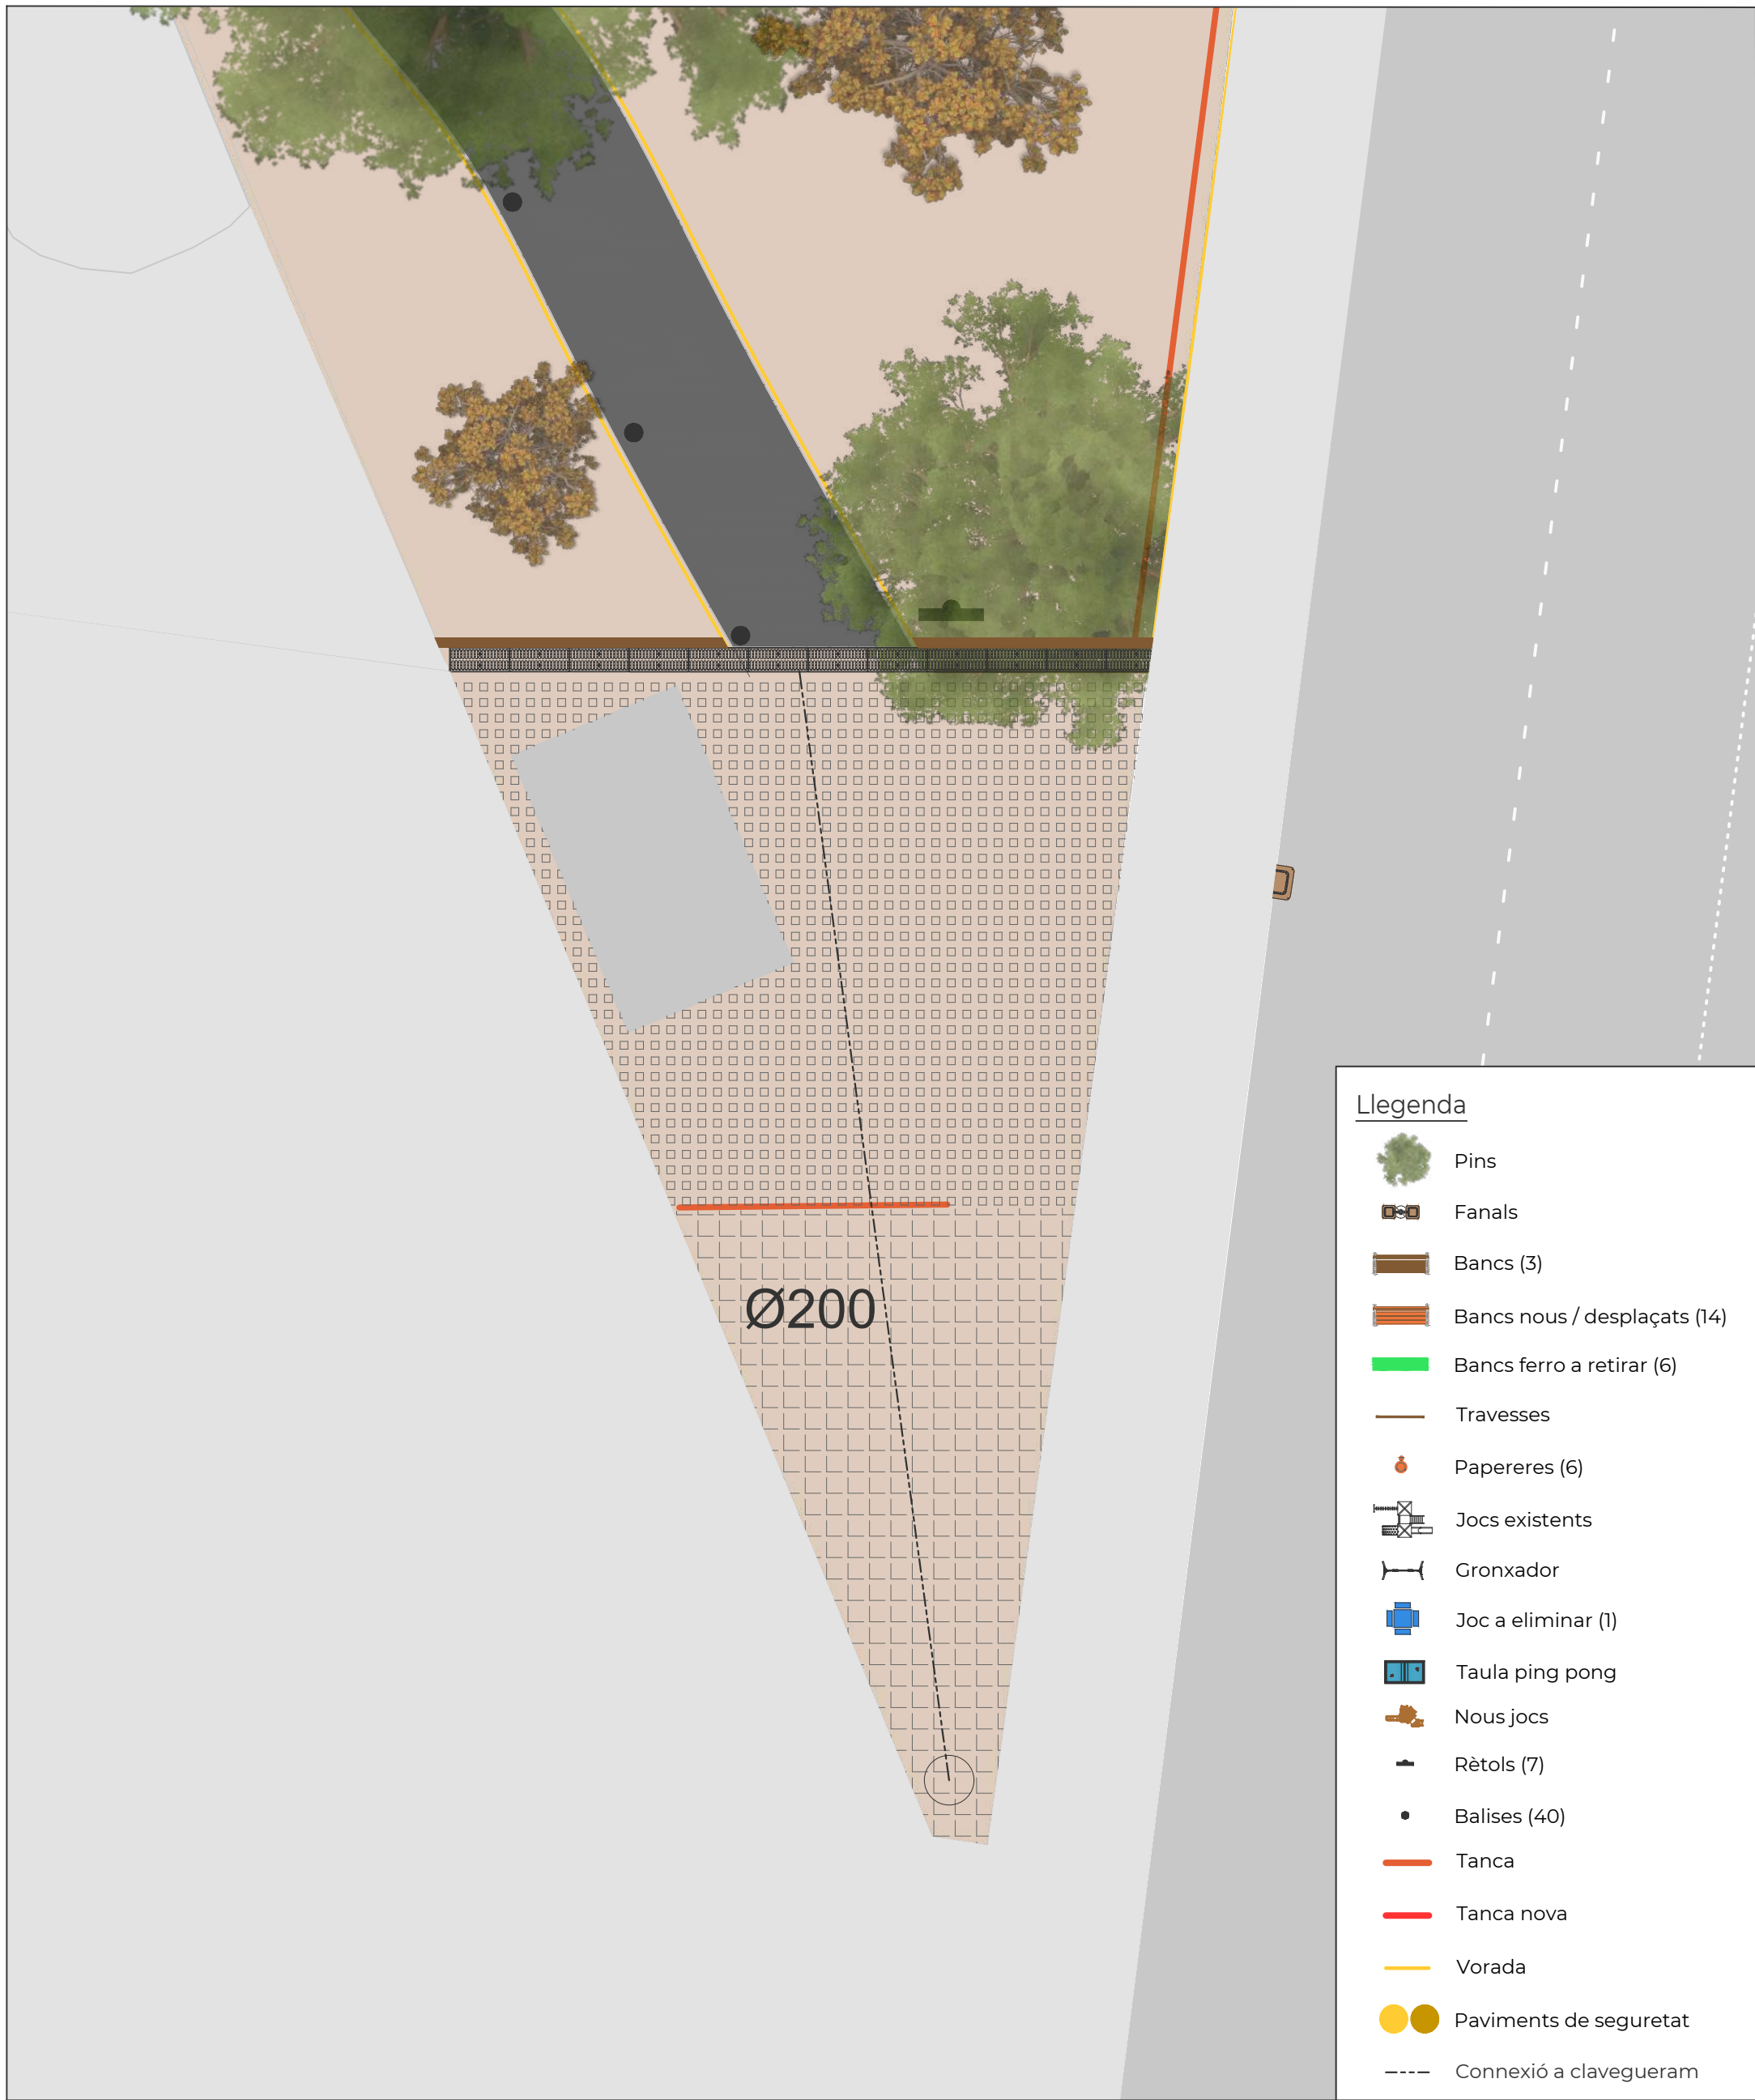 Ø200
Llegenda
Pins
Fanals
Bancs (3)
Bancs nous / desplaçats (14)
Bancs ferro a retirar (6)
Travesses
Papereres (6)
Jocs existents
Gronxador
Joc a eliminar (1)
Taula ping pong
Nous jocs
Rètols (7)
Balises (40)
Tanca
Tanca nova
Vorada
Paviments de seguretat
Connexió a clavegueram